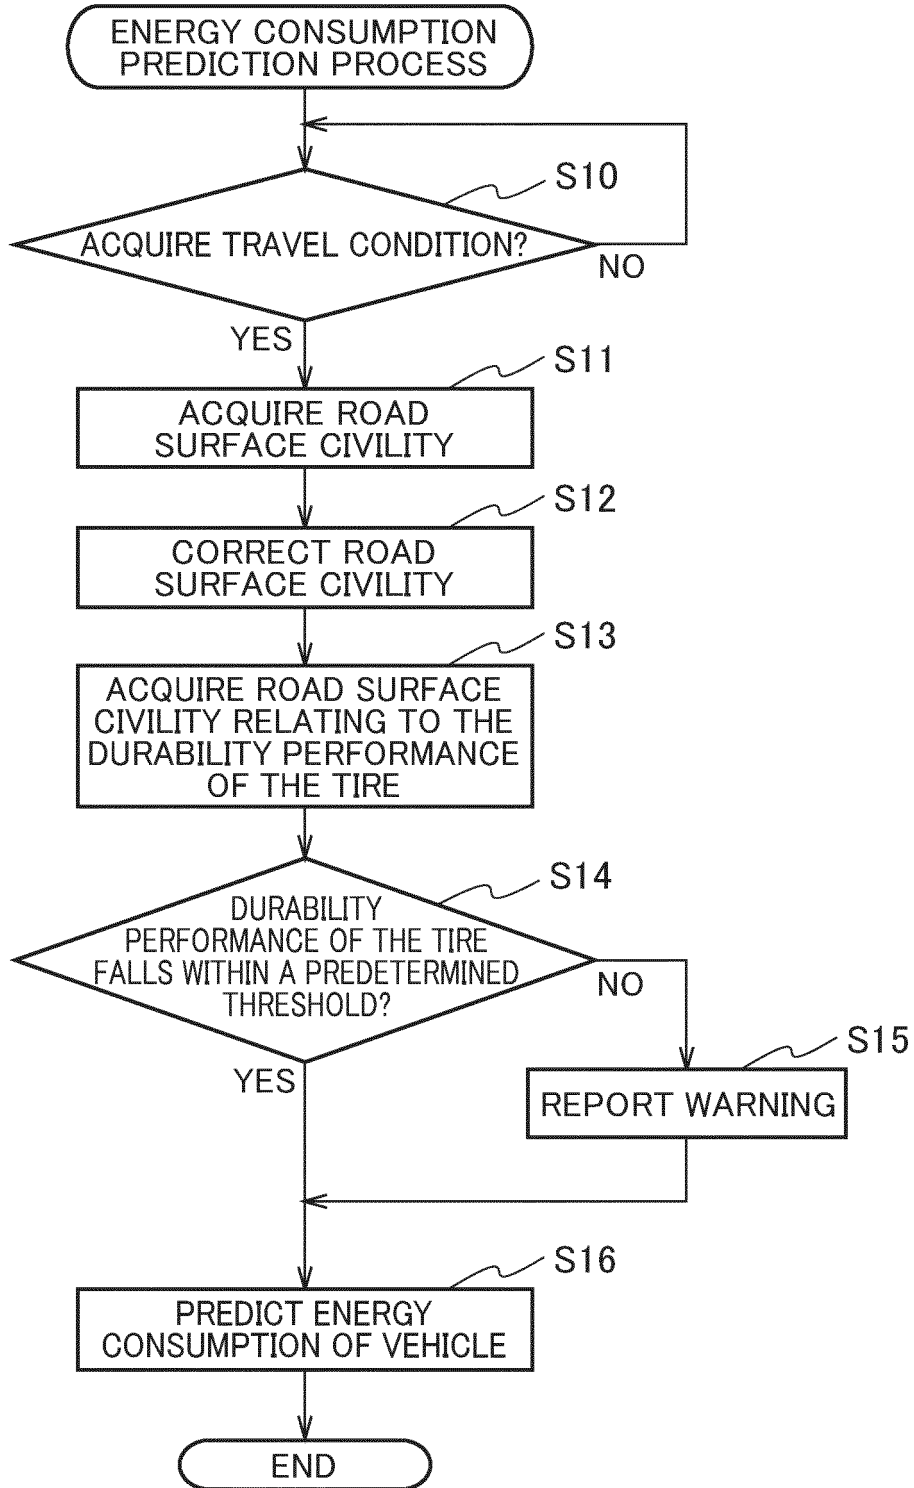 ENERGY CONSUMPTION
PREDICTION PROCESS
S10
ACQUIRE TRAVEL CONDITION?
NO
YES
S11
ACQUIRE ROAD
SURFACE CIVILITY
S12
CORRECT ROAD
SURFACE CIVILITY
S13
ACQUIRE ROAD SURFACE
CIVILITY RELATING TO THE
DURABILITY PERFORMANCE
OF THE TIRE
S14
DURABILITY
PERFORMANCE OF THE TIRE
FALLS WITHIN A PREDETERMINED
THRESHOLD?
NO
YES
S15
REPORT WARNING
S16
PREDICT ENERGY
CONSUMPTION OF VEHICLE
END